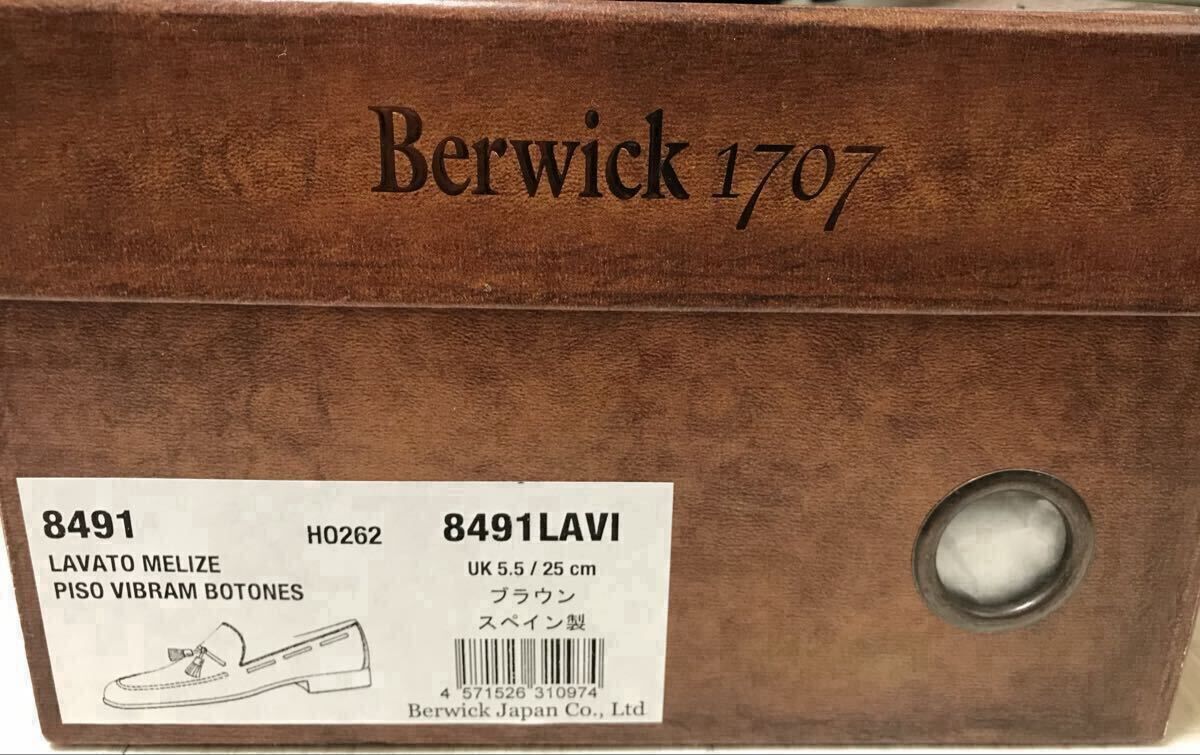 Berwick 1707
8491
H0262
LAVATO MELIZE
PISO VIBRAM BOTONES
8491LAVI
UK 5.5 / 25 cm
ブラウン
スペイン製
4 571526 310974
Berwick Japan Co., Ltd